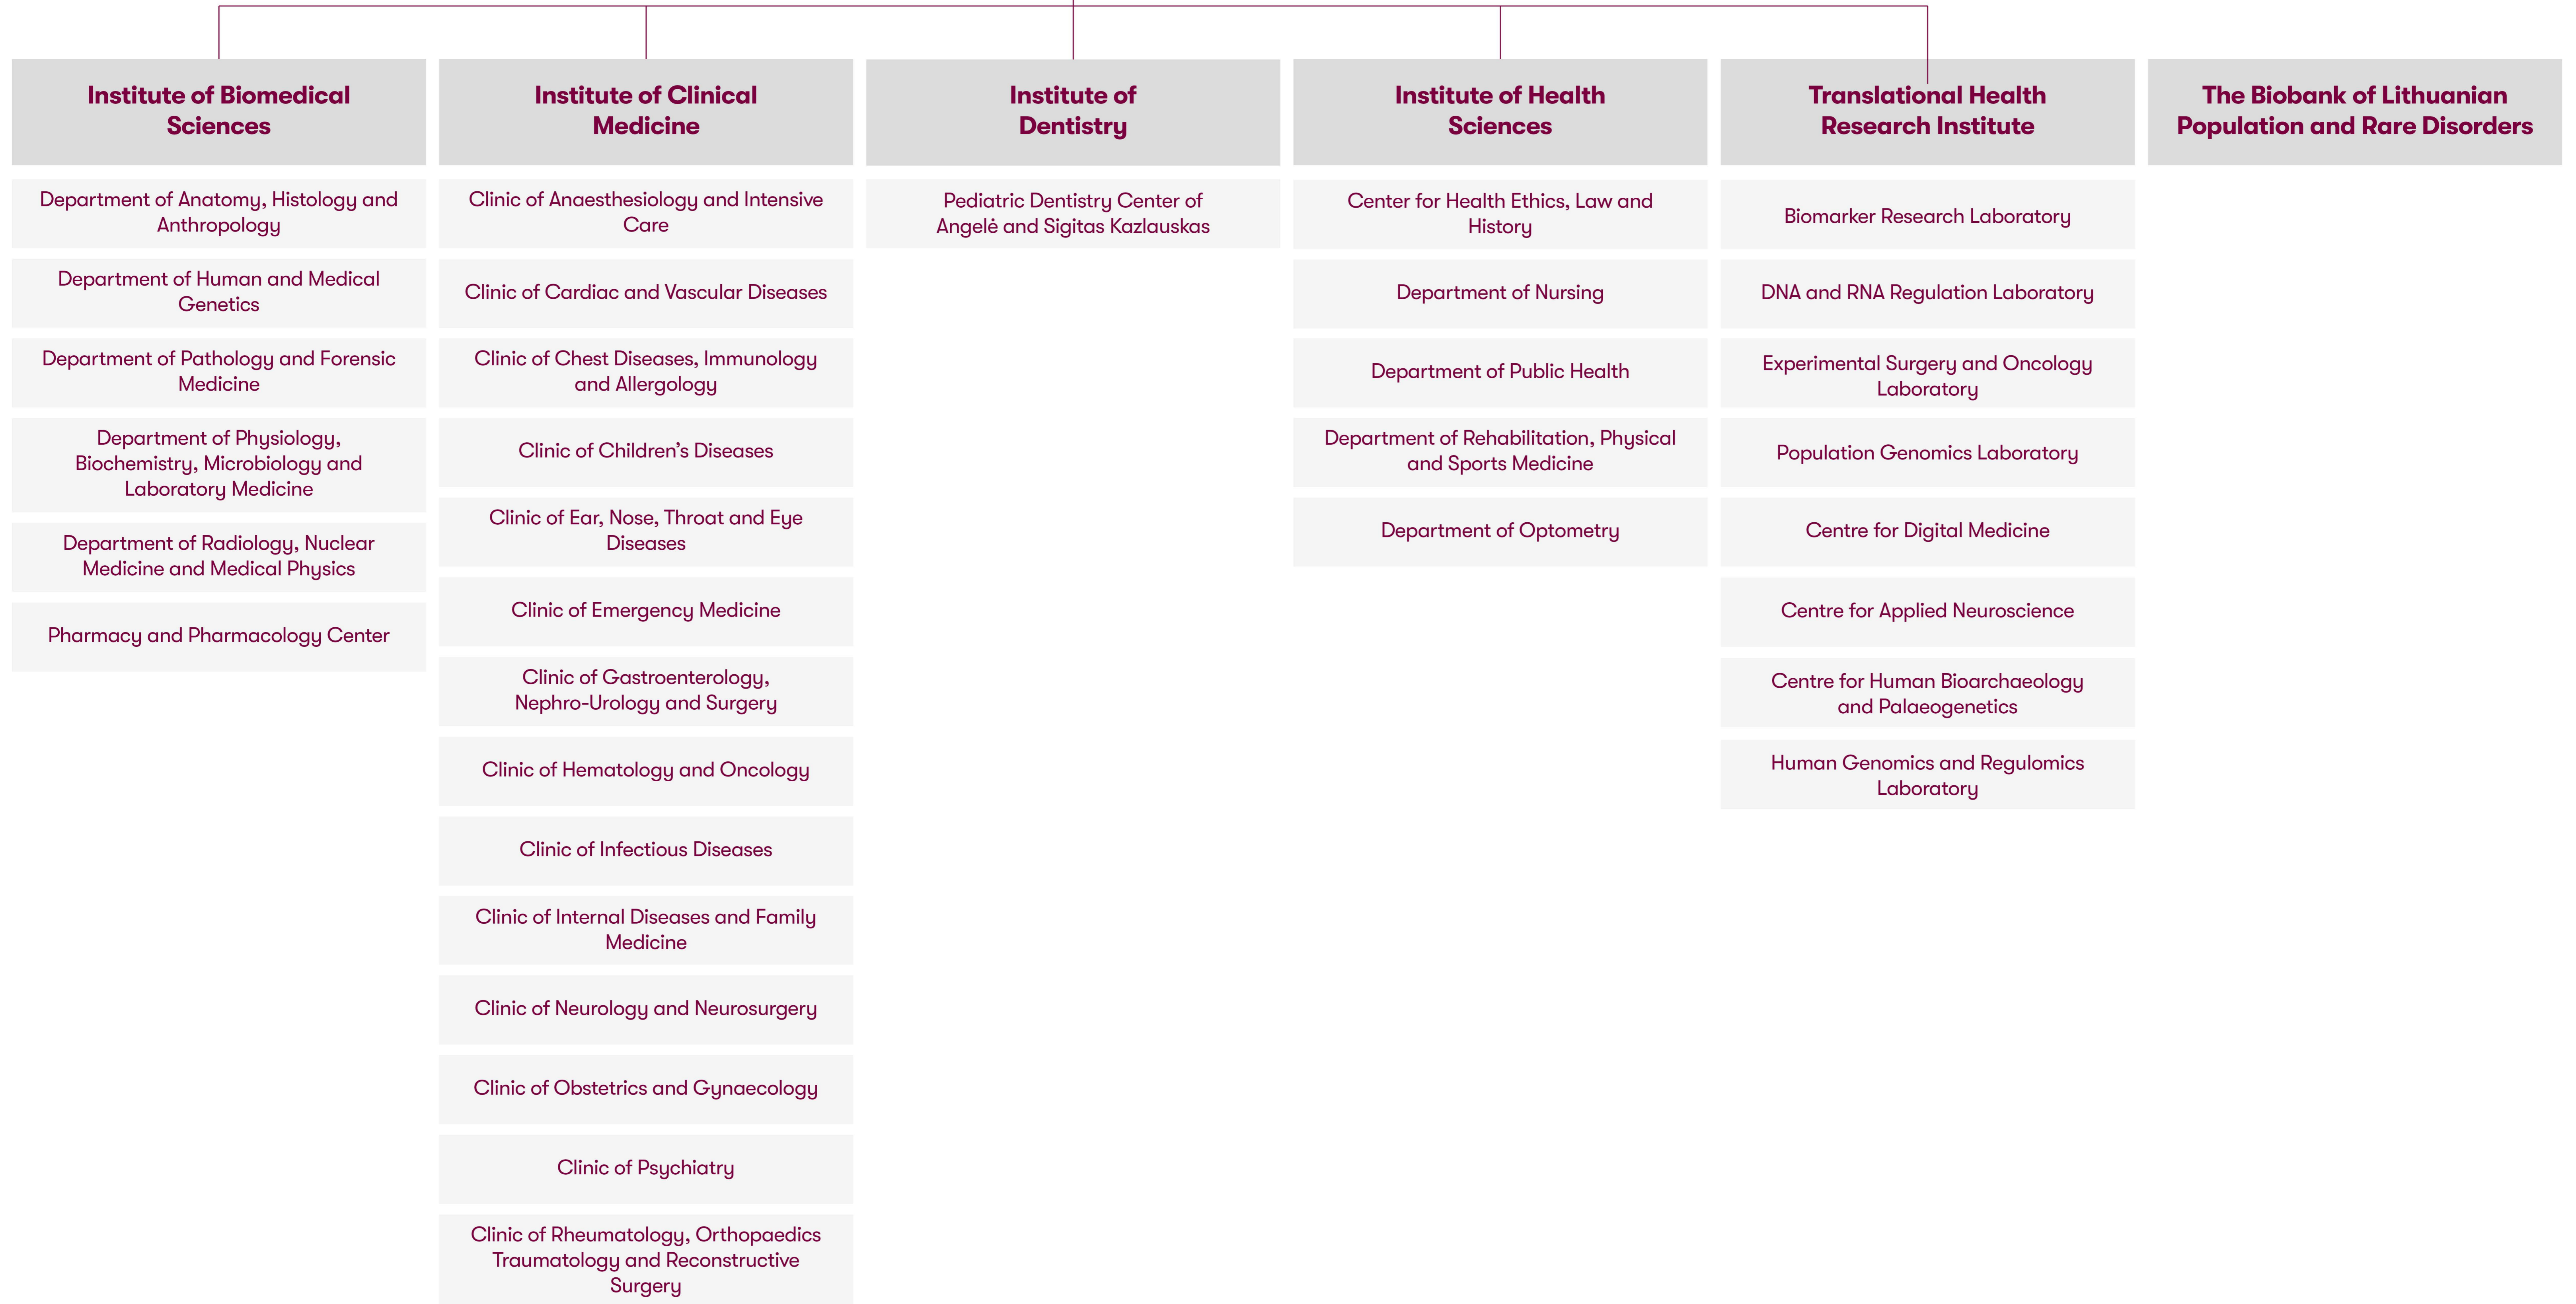 Institute of Biomedical
Sciences
Department of Anatomy, Histology and
Anthropology
Department of Human and Medical
Genetics
Department of Pathology and Forensic
Medicine
Department of Physiology,
Biochemistry, Microbiology and
Laboratory Medicine
Department of Radiology, Nuclear
Medicine and Medical Physics
Pharmacy and Pharmacology Center
Institute of Clinical
Medicine
Clinic of Anaesthesiology and Intensive
Care
Clinic of Cardiac and Vascular Diseases
Clinic of Chest Diseases, Immunology
and Allergology
Clinic of Children’s Diseases
Clinic of Ear, Nose, Throat and Eye
Diseases
Clinic of Emergency Medicine
Clinic of Gastroenterology,
Nephro-Urology and Surgery
Clinic of Hematology and Oncology
Clinic of Infectious Diseases
Clinic of Internal Diseases and Family
Medicine
Clinic of Neurology and Neurosurgery
Clinic of Obstetrics and Gynaecology
Clinic of Psychiatry
Clinic of Rheumatology, Orthopaedics
Traumatology and Reconstructive
Surgery
Institute of
Dentistry
Pediatric Dentistry Center of
Angelė and Sigitas Kazlauskas
Institute of Health
Sciences
Center for Health Ethics, Law and
History
Department of Nursing
Department of Public Health
Department of Rehabilitation, Physical
and Sports Medicine
Department of Optometry
Translational Health
Research Institute
Biomarker Research Laboratory
DNA and RNA Regulation Laboratory
Experimental Surgery and Oncology
Laboratory
Population Genomics Laboratory
Centre for Digital Medicine
Centre for Applied Neuroscience
Centre for Human Bioarchaeology
and Palaeogenetics
Human Genomics and Regulomics
Laboratory
The Biobank of Lithuanian
Population and Rare Disorders